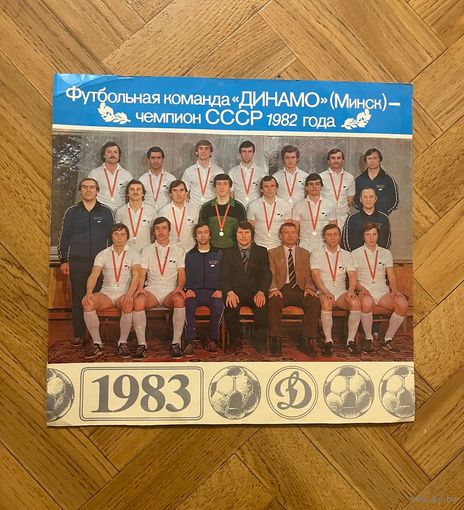 Футбольная команда «ДИНАМО» (Минск) —
чемпион СССР 1982 года
1983
Д